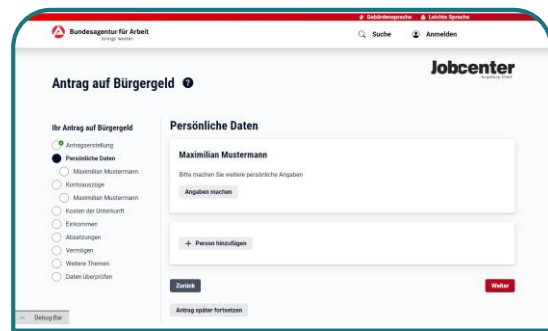 Gebärdensprache Leichte Sprache
Bundesagentur für Arbeit
bringt weiter.
Suche Anmelden
Jobcenter
Antrag auf Bürgergeld ?
Ihr Antrag auf Bürgergeld
Antragserstellung
Persönliche Daten
Maximilian Mustermann
Kontoauszüge
Maximilian Mustermann
Kosten der Unterkunft
Einkommen
Absetzungen
Vermögen
Weitere Themen
Daten überprüfen
Persönliche Daten
Maximilian Mustermann
Bitte machen Sie weitere persönliche Angaben
Angaben machen
+ Person hinzufügen
Zurück Weiter
Antrag später fortsetzen
Debug-Bar